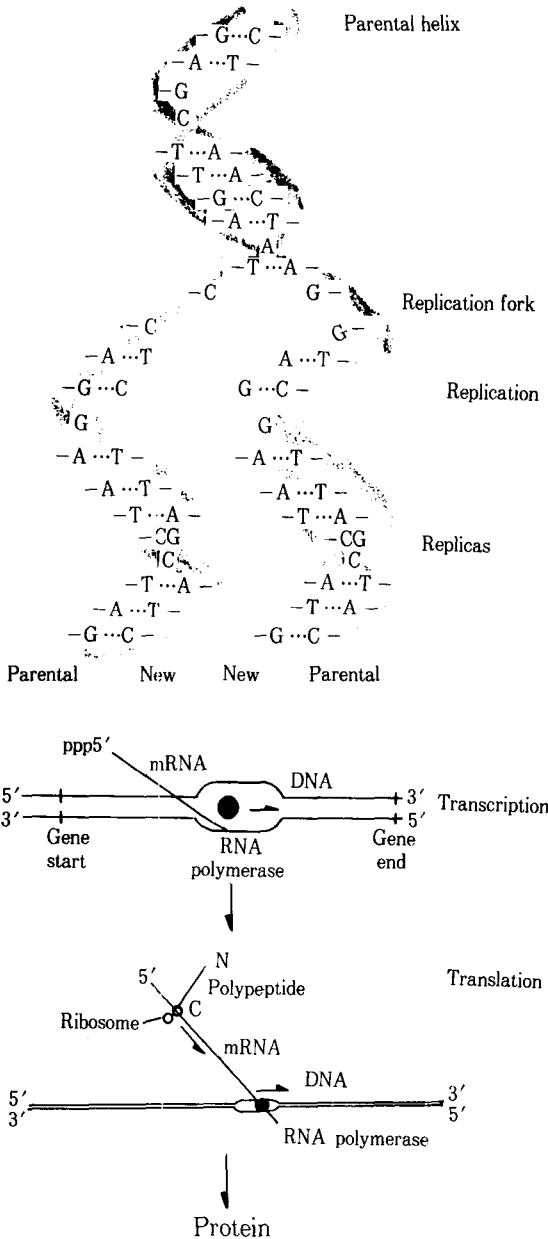 –G···C–
Parental helix
–A···T–
–G
C
–T···A–
–T···A–
–G···C–
–A···T–
A
–T···A–
–C
G–
Replication fork
–C
G–
–A···T
A···T–
–G···C
G···C–
Replication
G
G
–A···T–
–A···T–
–A···T–
–A···T–
–T···A–
–T···A–
–CG
–CG
Replicas
C
C
–T···A–
–A···T–
–A···T–
–T···A–
–G···C–
–G···C–
Parental New New Parental
ppp5′
mRNA
DNA
5′
3′
Transcription
3′
5′
Gene
start
RNA
polymerase
Gene
end
N
5′
Polypeptide
Translation
C
Ribosome
mRNA
DNA
5′
3′
3′
5′
RNA polymerase
Protein